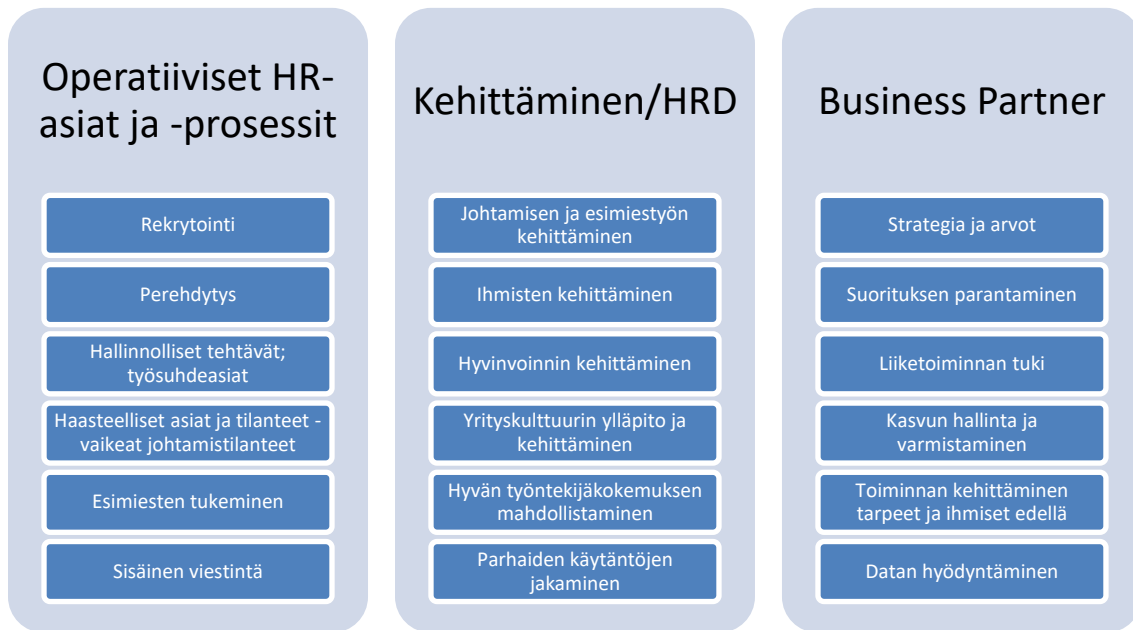 Operatiiviset HR-
asiat ja -prosessit
Rekrytointi
Perehdytys
Hallinnolliset tehtävät;
työsuhdeasiat
Haasteelliset asiat ja tilanteet -
vaikeat johtamistilanteet
Esimiesten tukeminen
Sisäinen viestintä
Kehittäminen/HRD
Johtamisen ja esimiestyön
kehittäminen
Ihmisten kehittäminen
Hyvinvoinnin kehittäminen
Yrityskulttuurin ylläpito ja
kehittäminen
Hyvän työntekijäkokemuksen
mahdollistaminen
Parhaiden käytäntöjen
jakaminen
Business Partner
Strategia ja arvot
Suorituksen parantaminen
Liiketoiminnan tuki
Kasvun hallinta ja
varmistaminen
Toiminnan kehittäminen
tarpeet ja ihmiset edellä
Datan hyödyntäminen